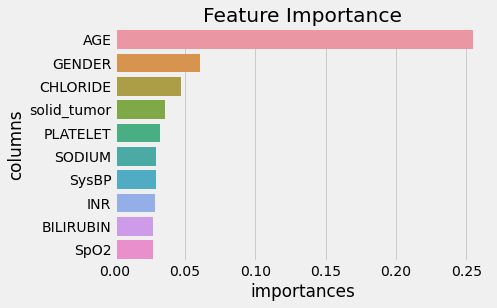 Feature Importance
AGE
GENDER
CHLORIDE
solid_tumor
PLATELET
SODIUM
SysBP
INR
BILIRUBIN
SpO2
columns
0.00 0.05 0.10 0.15 0.20 0.25
importances